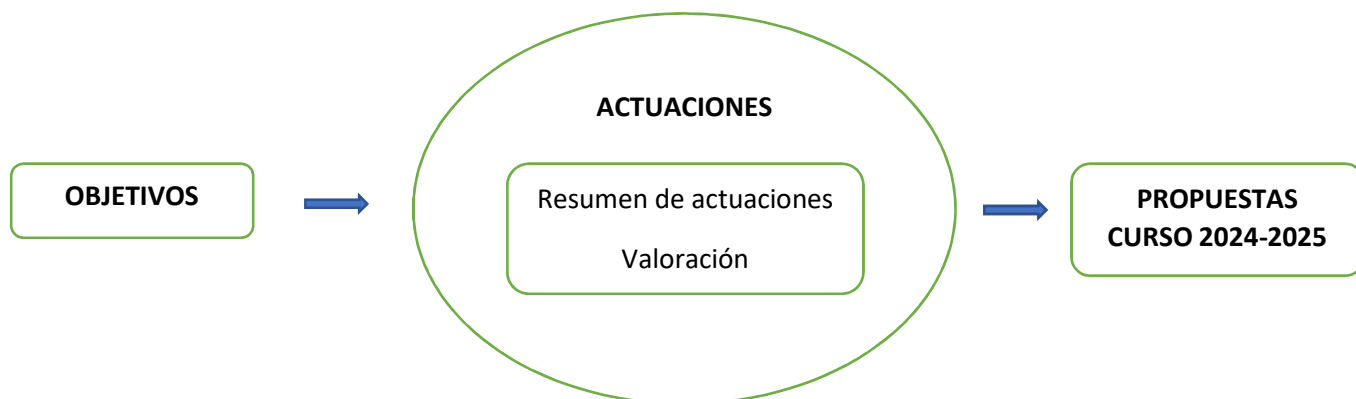 OBJETIVOS
ACTUACIONES
Resumen de actuaciones
Valoración
PROPUESTAS
CURSO 2024-2025